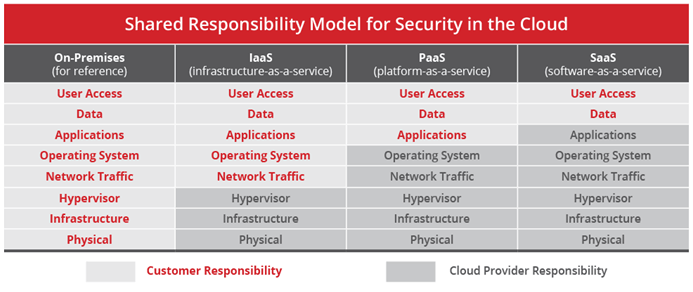 Shared Responsibility Model for Security in the Cloud
On-Premises IaaS PaaS SaaS
(for reference) (infrastructure-as-a-service) (platform-as-a-service) (software-as-a-service)
User Access User Access User Access User Access
Data Data Data Data
Applications Applications Applications Applications
Operating System Operating System Operating System Operating System
Network Traffic Network Traffic Network Traffic Network Traffic
Hypervisor Hypervisor Hypervisor Hypervisor
Infrastructure Infrastructure Infrastructure Infrastructure
Physical Physical Physical Physical
Customer Responsibility Cloud Provider Responsibility